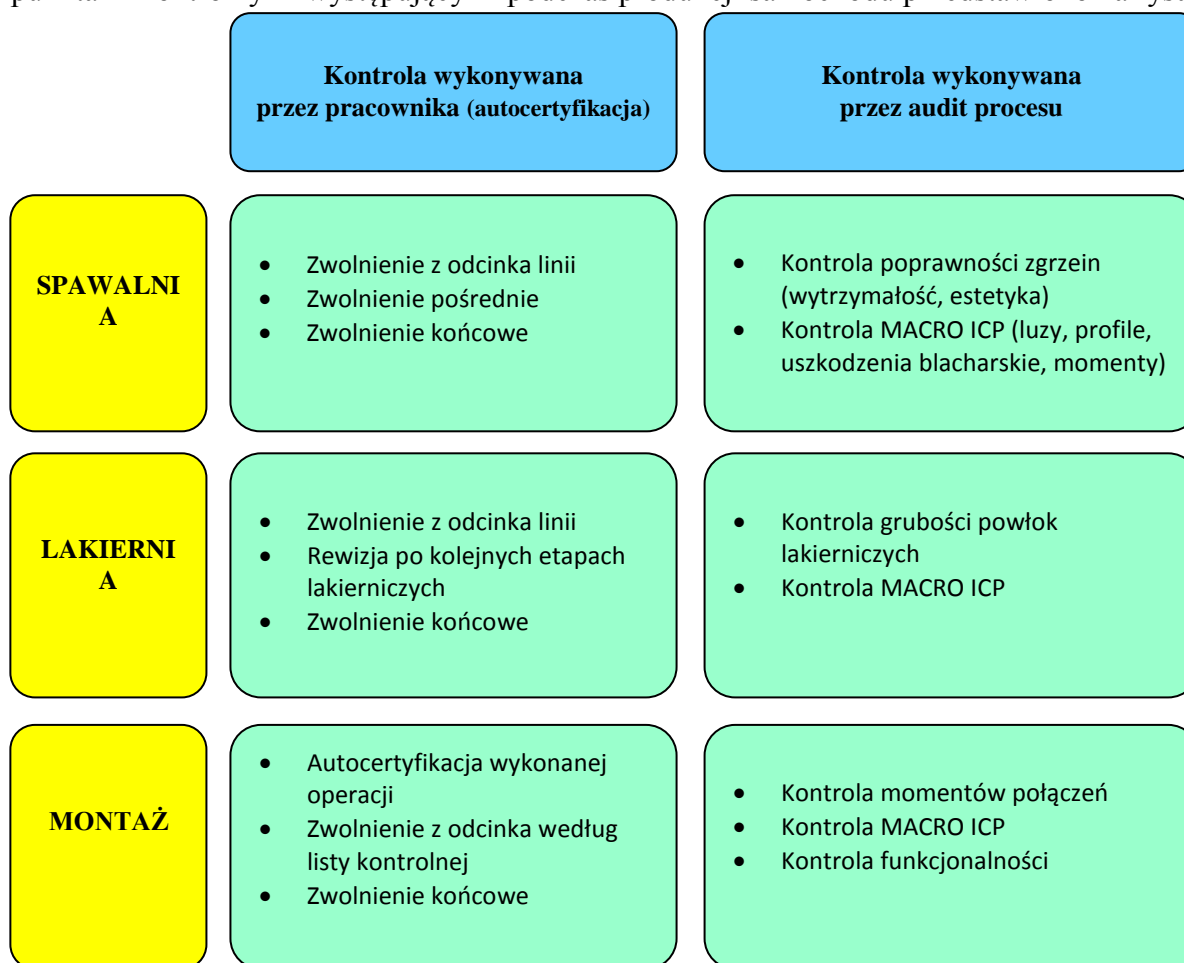 Kontrola wykonywana
przez pracownika (autocertyfikacja)
Kontrola wykonywana
przez audit procesu
SPAWALNI
A
• Zwolnienie z odcinka linii
• Zwolnienie pośrednie
• Zwolnienie końcowe
• Kontrola poprawności zgrzein
(wytrzymałość, estetyka)
• Kontrola MACRO ICP (luzy, profile,
uszkodzenia blacharskie, momenty)
LAKIERNI
A
• Zwolnienie z odcinka linii
• Rewizja po kolejnych etapach
lakierniczych
• Zwolnienie końcowe
• Kontrola grubości powłok
lakierniczych
• Kontrola MACRO ICP
MONTAŻ
• Autocertyfikacja wykonanej
operacji
• Zwolnienie z odcinka według
listy kontrolnej
• Zwolnienie końcowe
• Kontrola momentów połączeń
• Kontrola MACRO ICP
• Kontrola funkcjonalności